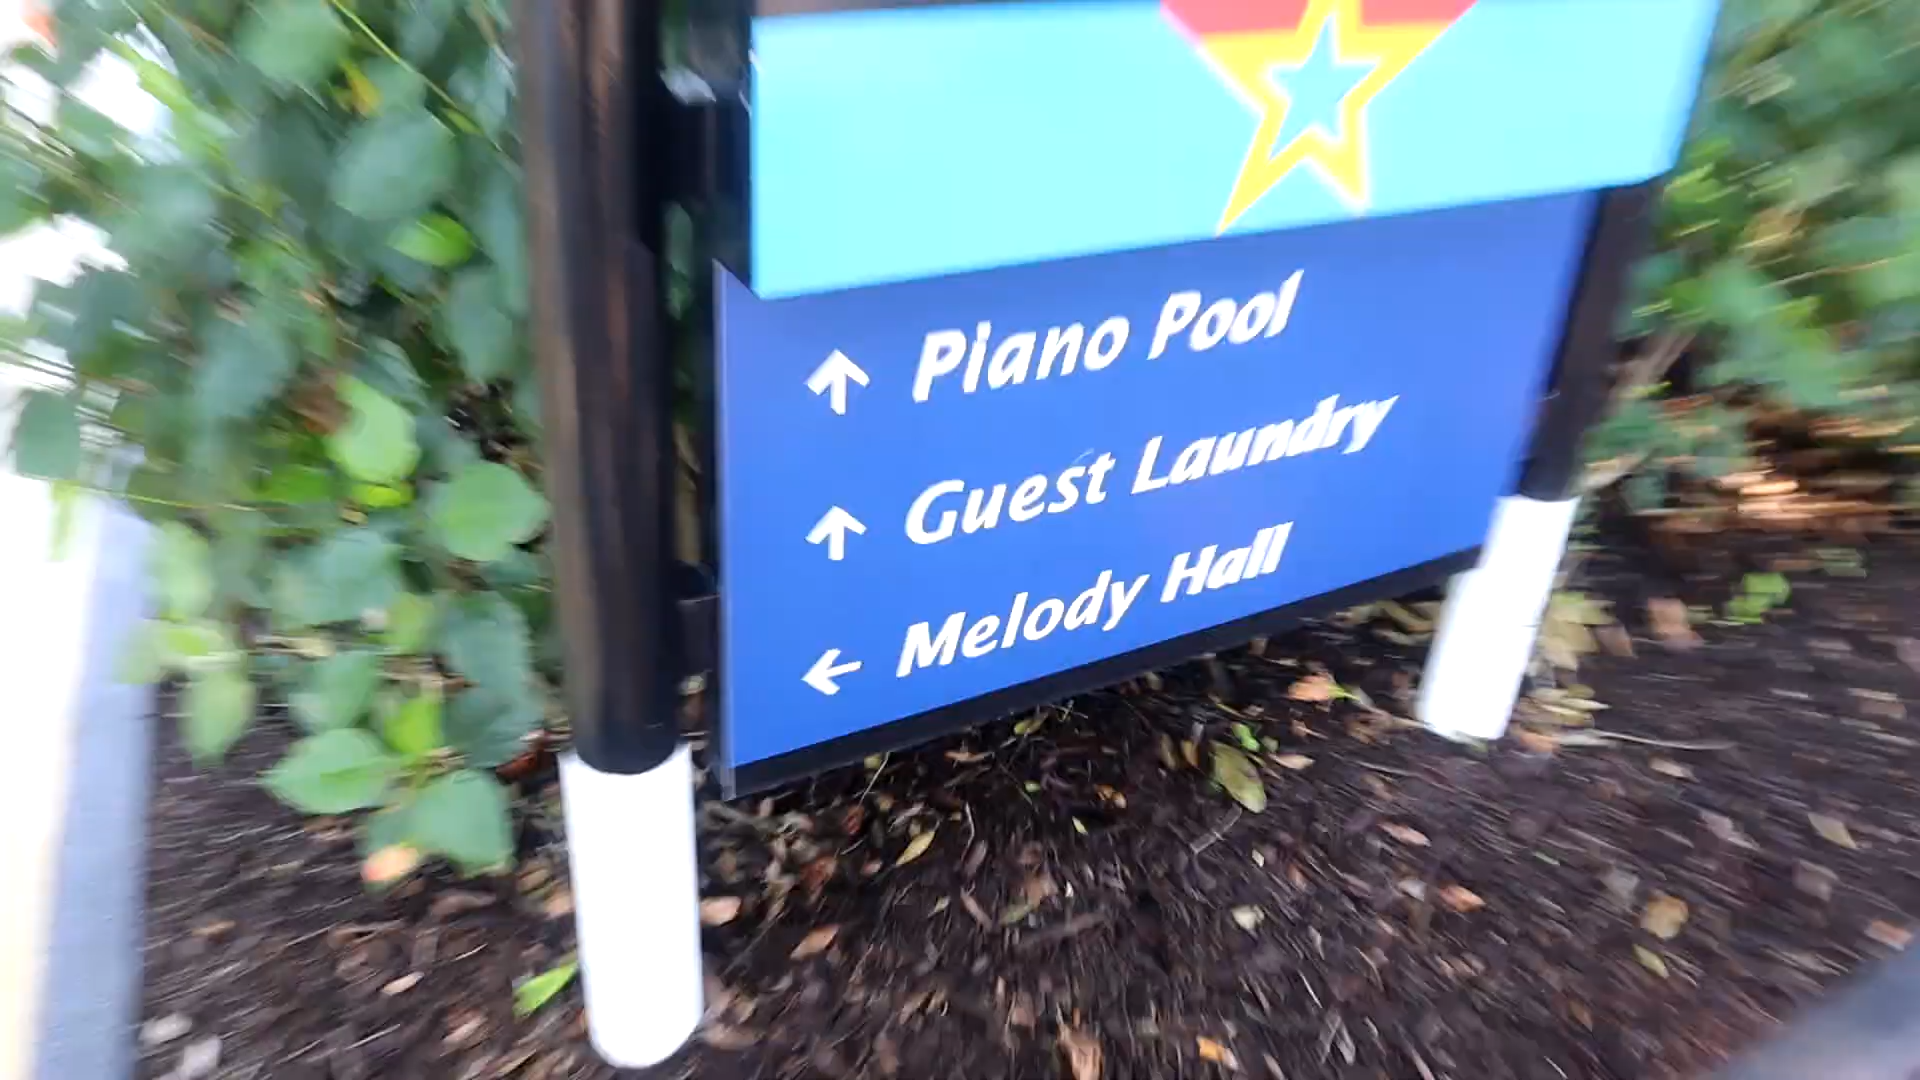 ↑ Piano Pool
↑ Guest Laundry
← Melody Hall